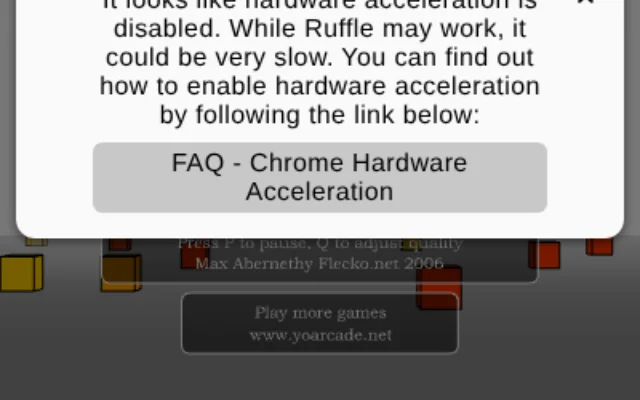 It looks like hardware acceleration is
disabled. While Ruffle may work, it
could be very slow. You can find out
how to enable hardware acceleration
by following the link below:
FAQ - Chrome Hardware
Acceleration
Press P to pause, Q to adjust quality
Max Abernethy Flecko.net 2006
Play more games
www.yoarcade.net